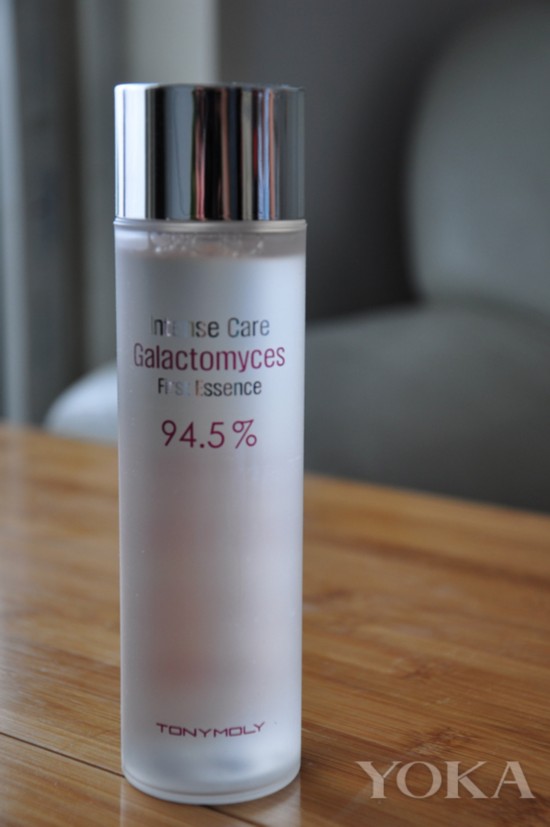 Intense Care
Galactomyces
First Essence
94.5%
TONYMOLY
YOKA